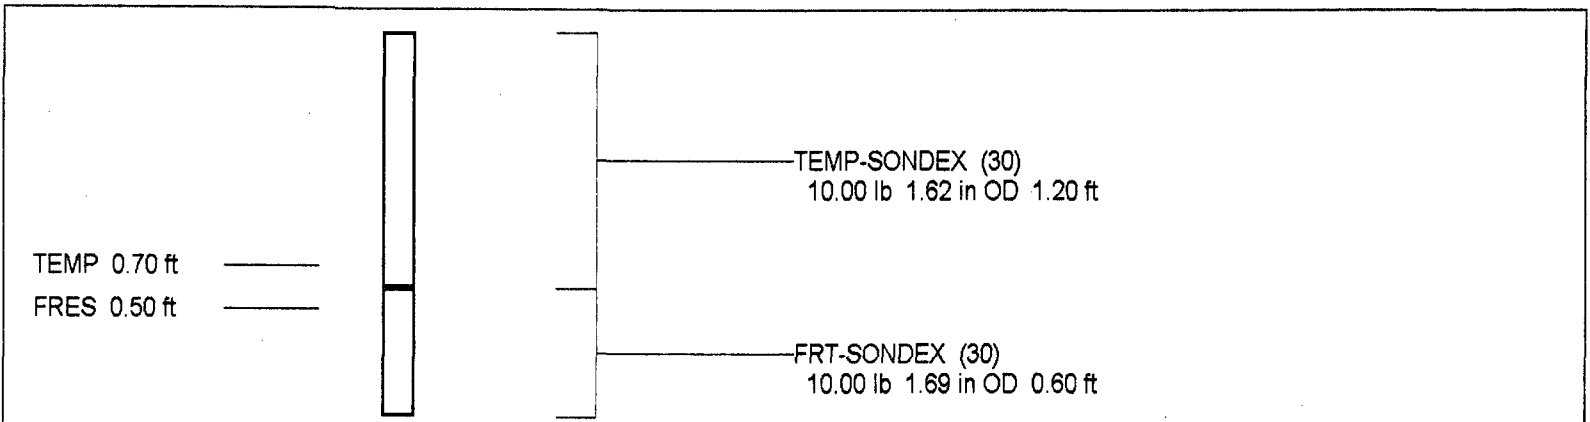 TEMP-SONDEX (30)
10.00 lb 1.62 in OD 1.20 ft
TEMP 0.70 ft
FRES 0.50 ft
FRT-SONDEX (30)
10.00 lb 1.69 in OD 0.60 ft